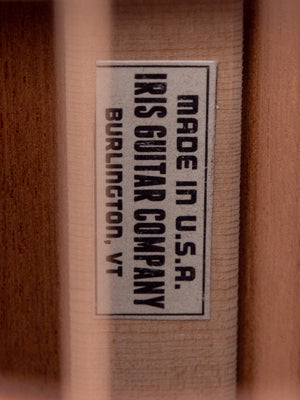 MADE IN U.S.A.
IRIS GUITAR COMPANY
BURLINGTON, VT